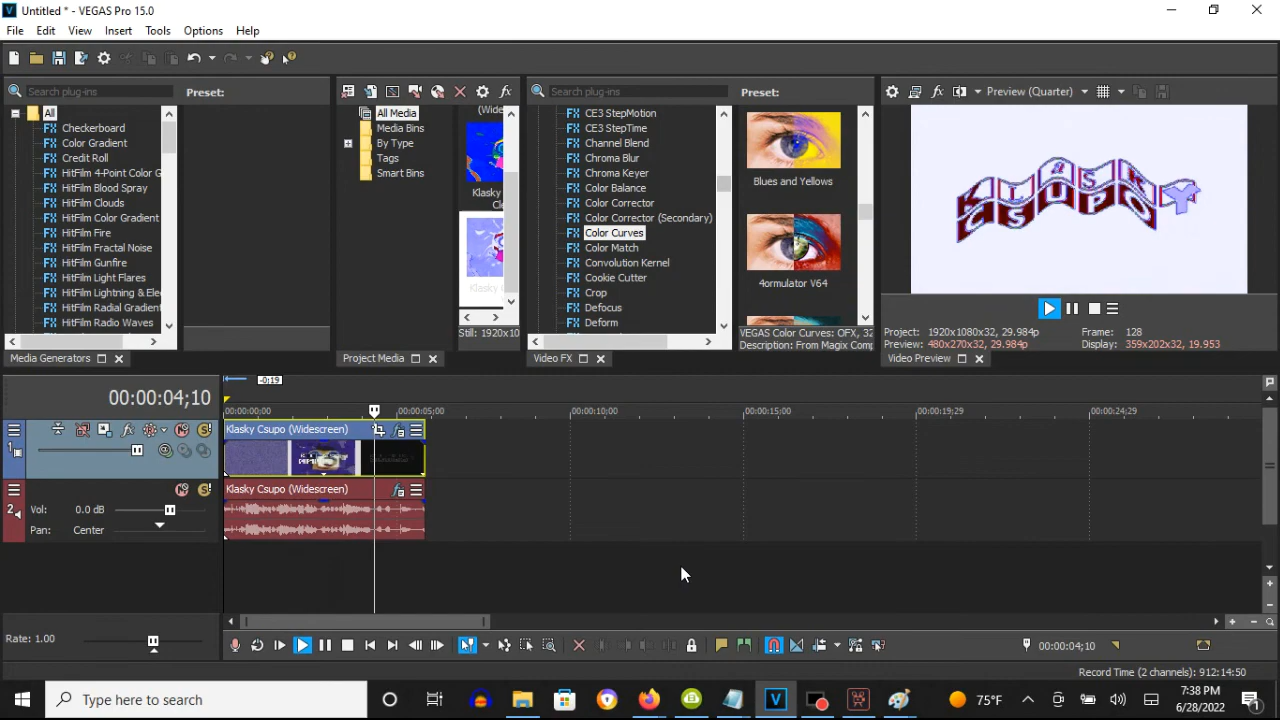 Untitled * - VEGAS Pro 15.0
File Edit View Insert Tools Options Help
Search plug-ins
Preset:
All
Checkerboard
Color Gradient
Credit Roll
HitFilm 4-Point Color G
HitFilm Blood Spray
HitFilm Clouds
HitFilm Color Gradient
HitFilm Fire
HitFilm Fractal Noise
HitFilm Gunfire
HitFilm Light Flares
HitFilm Lightning & Ele
HitFilm Radial Gradient
HitFilm Radio Waves
Media Generators
All Media
Media Bins
By Type
Tags
Smart Bins
(Wide
Klasky
Cl
Klasky
Still: 1920x10
Project Media
Search plug-ins
CE3 StepMotion
CE3 StepTime
Channel Blend
Chroma Blur
Chroma Keyer
Color Balance
Color Corrector
Color Corrector (Secondary)
Color Curves
Color Match
Convolution Kernel
Cookie Cutter
Crop
Defocus
Deform
Video FX
Preset:
Blues and Yellows
4ormulator V64
VEGAS Color Curves: OFX, 32
Description: From Magix Comp
Preview (Quarter)
KLASKY
CSUPO
Project: 1920x1080x32, 29.984p
Preview: 480x270x32, 29.984p
Frame: 128
Display: 359x202x32, 19.953
Video Preview
00:00:04;10
-0:19
00:00:00;00 00:00:05;00 00:00:10;00 00:00:15;00 00:00:19;29 00:00:24;29
1
Klasky Csupo (Widescreen)
2
Klasky Csupo (Widescreen)
Vol: 0.0 dB
Pan: Center
Rate: 1.00
00:00:04;10
Record Time (2 channels): 912:14:50
Type here to search
75°F
7:38 PM
6/28/2022
1